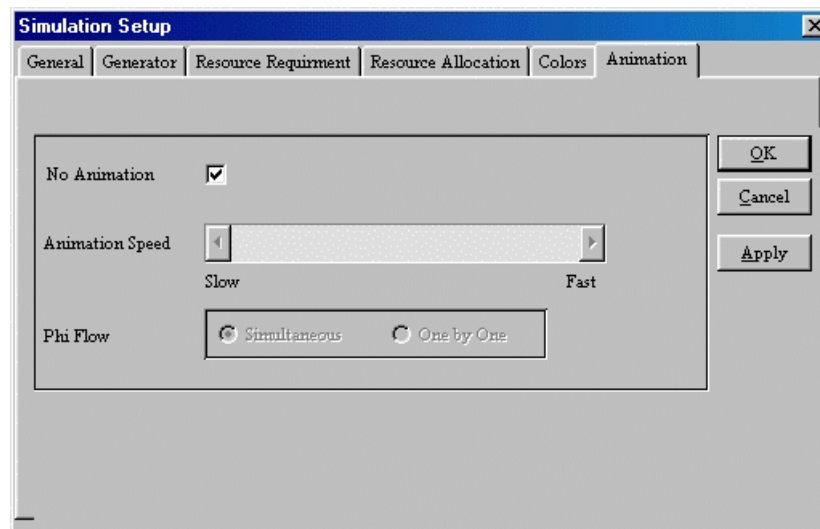 Simulation Setup
General Generator Resource Requirment Resource Allocation Colors Animation
No Animation
OK
Cancel
Animation Speed
Apply
Slow Fast
Phi Flow Simultaneous One by One